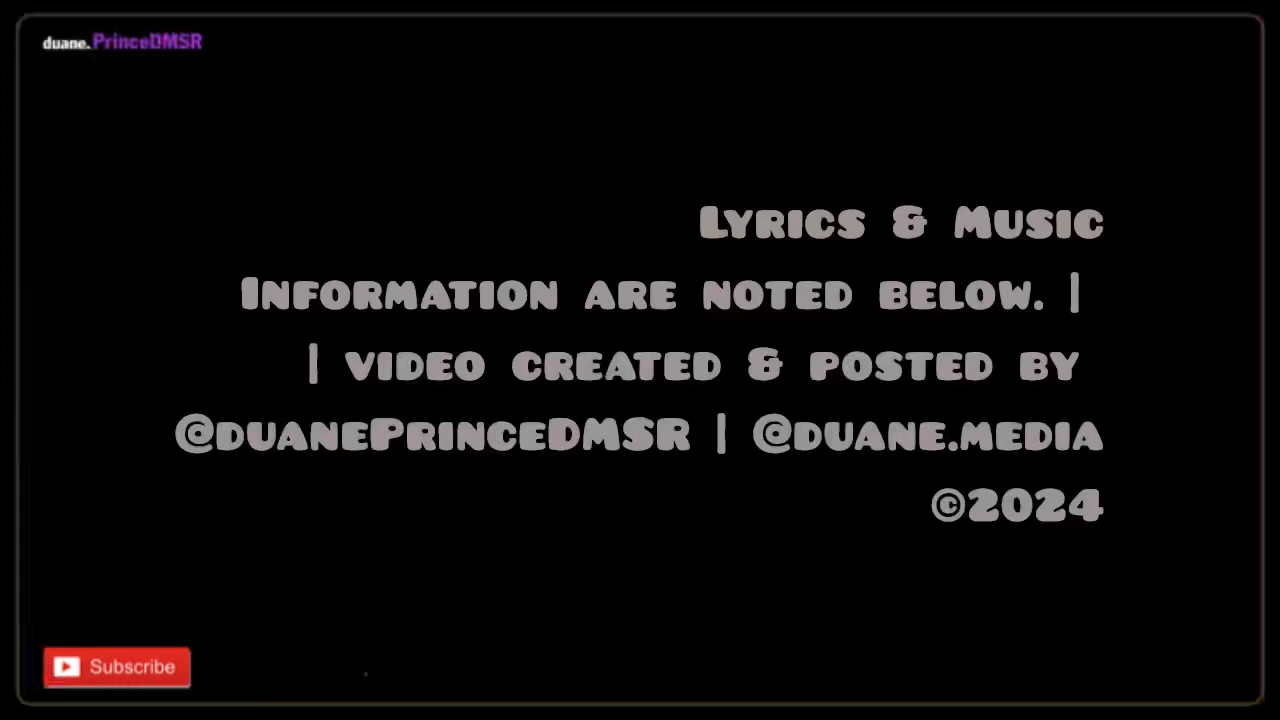 duane.PrinceDMSR
Lyrics & Music
Information are noted below. |
| video created & posted by
@duanePrinceDMSR | @duane.media
©2024
Subscribe